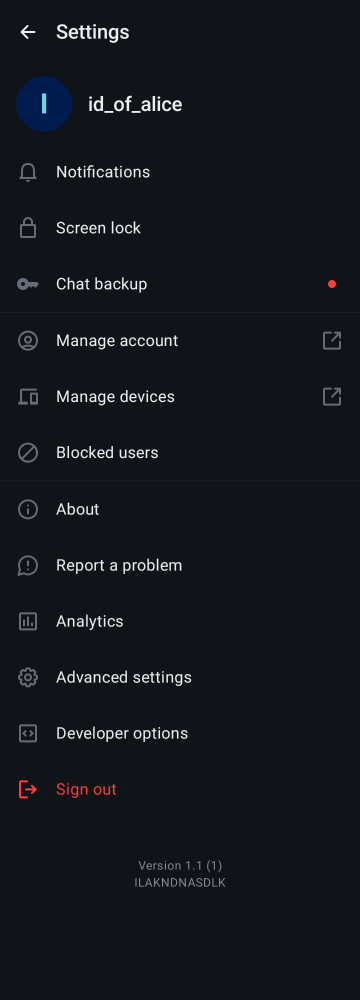 Settings
I
id_of_alice
Notifications
Screen lock
Chat backup
Manage account
Manage devices
Blocked users
About
Report a problem
Analytics
Advanced settings
Developer options
Sign out
Version 1.1 (1)
ILAKNDNASDLK